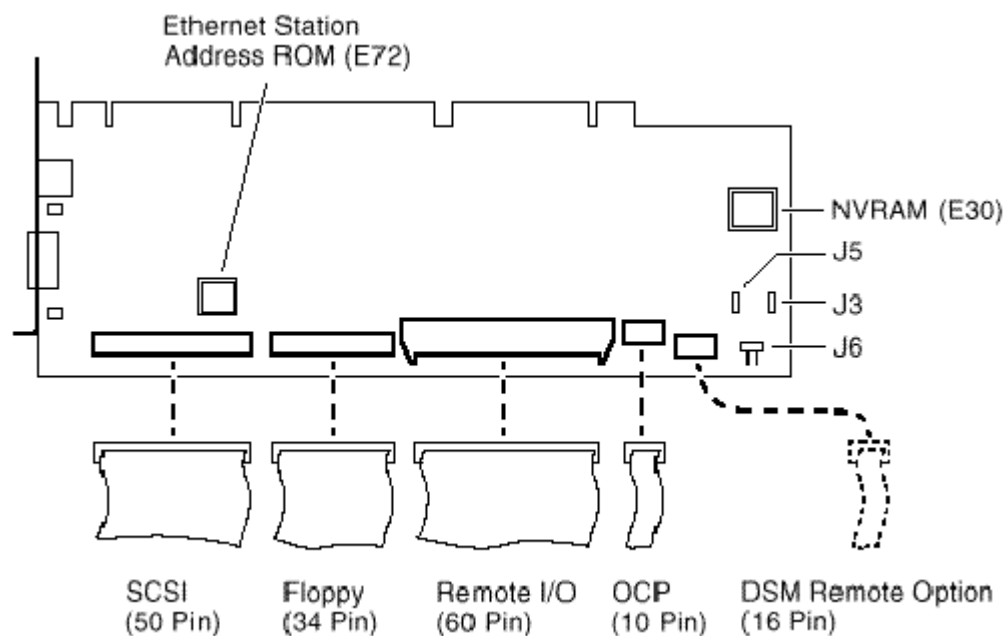 Ethernet Station
Address ROM (E72)
NVRAM (E30)
J5
J3
J6
SCSI
(50 Pin)
Floppy
(34 Pin)
Remote I/O
(60 Pin)
OCP
(10 Pin)
DSM Remote Option
(16 Pin)